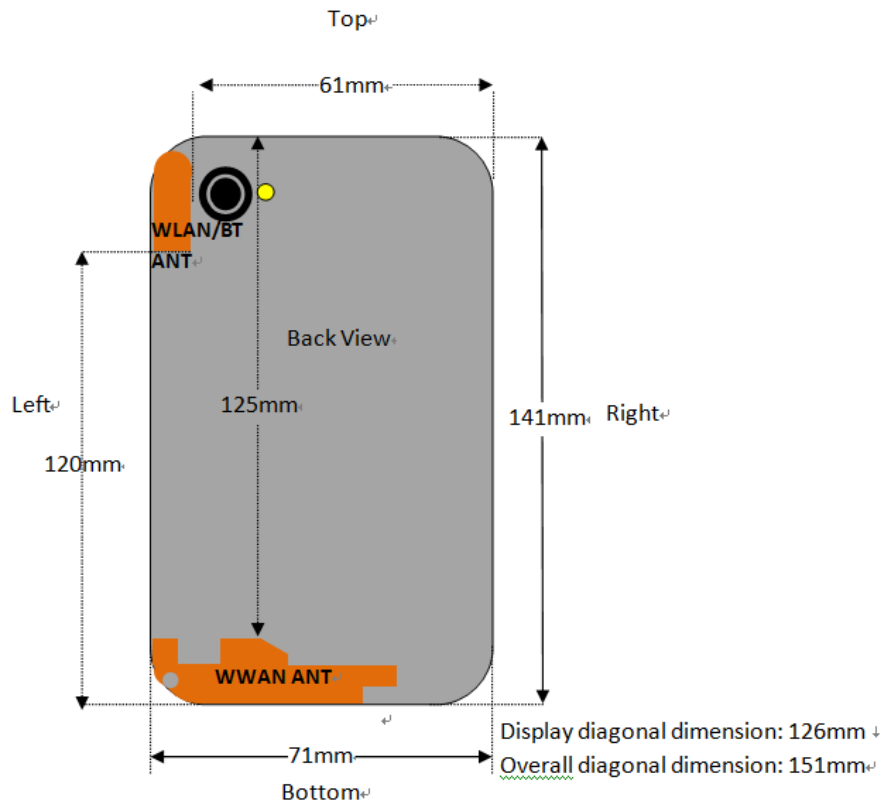 Top
61mm
WLAN/BT
ANT
Back View
Left
125mm
141mm
Right
120mm
WWAN ANT
Display diagonal dimension: 126mm
71mm
Overall diagonal dimension: 151mm
Bottom